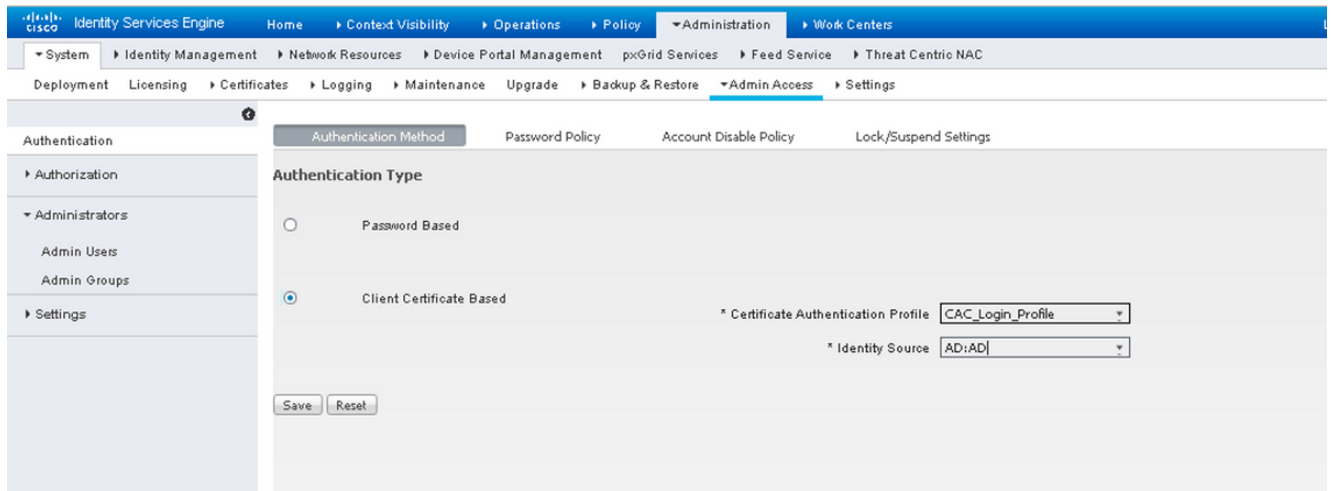 cisco Identity Services Engine Home Context Visibility Operations Policy Administration Work Centers
System Identity Management Network Resources Device Portal Management pxGrid Services Feed Service Threat Centric NAC
Deployment Licensing Certificates Logging Maintenance Upgrade Backup & Restore Admin Access Settings
Authentication
Authorization
Administrators
Admin Users
Admin Groups
Settings
Authentication Method Password Policy Account Disable Policy Lock/Suspend Settings
Authentication Type
Password Based
Client Certificate Based
* Certificate Authentication Profile CAC_Login_Profile
* Identity Source AD:AD
Save Reset